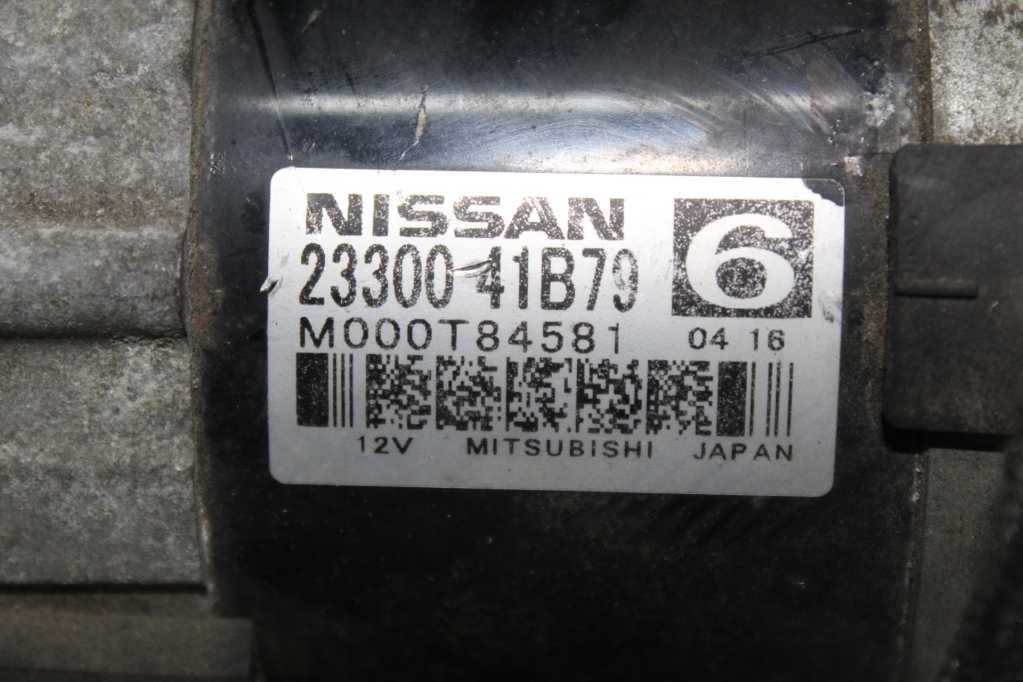 NISSAN
23300-41B79
6
M000T84581
04 16
12V MITSUBISHI JAPAN